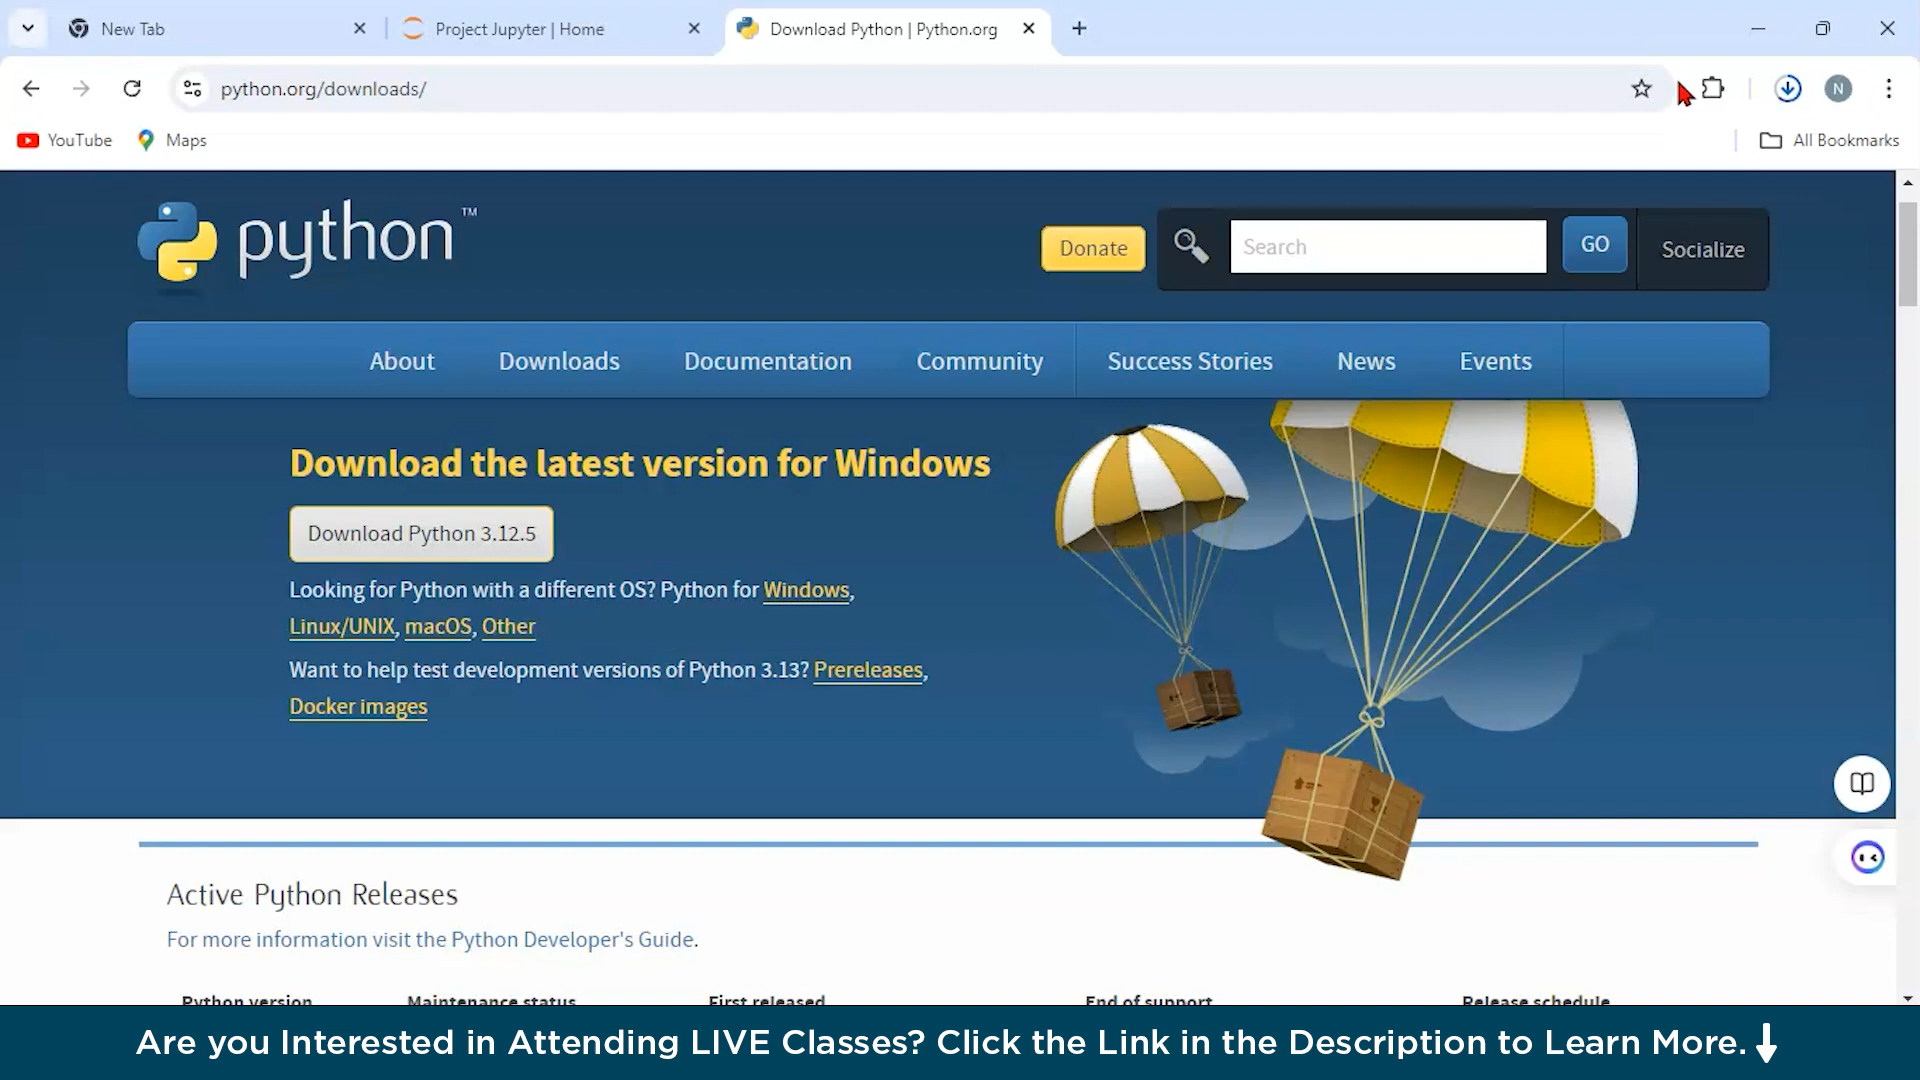 New Tab
Project Jupyter | Home
Download Python | Python.org
python.org/downloads/
N
YouTube
Maps
All Bookmarks
python™
Donate
Search
GO
Socialize
About
Downloads
Documentation
Community
Success Stories
News
Events
Download the latest version for Windows
Download Python 3.12.5
Looking for Python with a different OS? Python for Windows,
Linux/UNIX, macOS, Other
Want to help test development versions of Python 3.13? Prereleases,
Docker images
Active Python Releases
For more information visit the Python Developer's Guide.
Python version
Maintenance status
First released
End of support
Release schedule
Are you Interested in Attending LIVE Classes? Click the Link in the Description to Learn More.